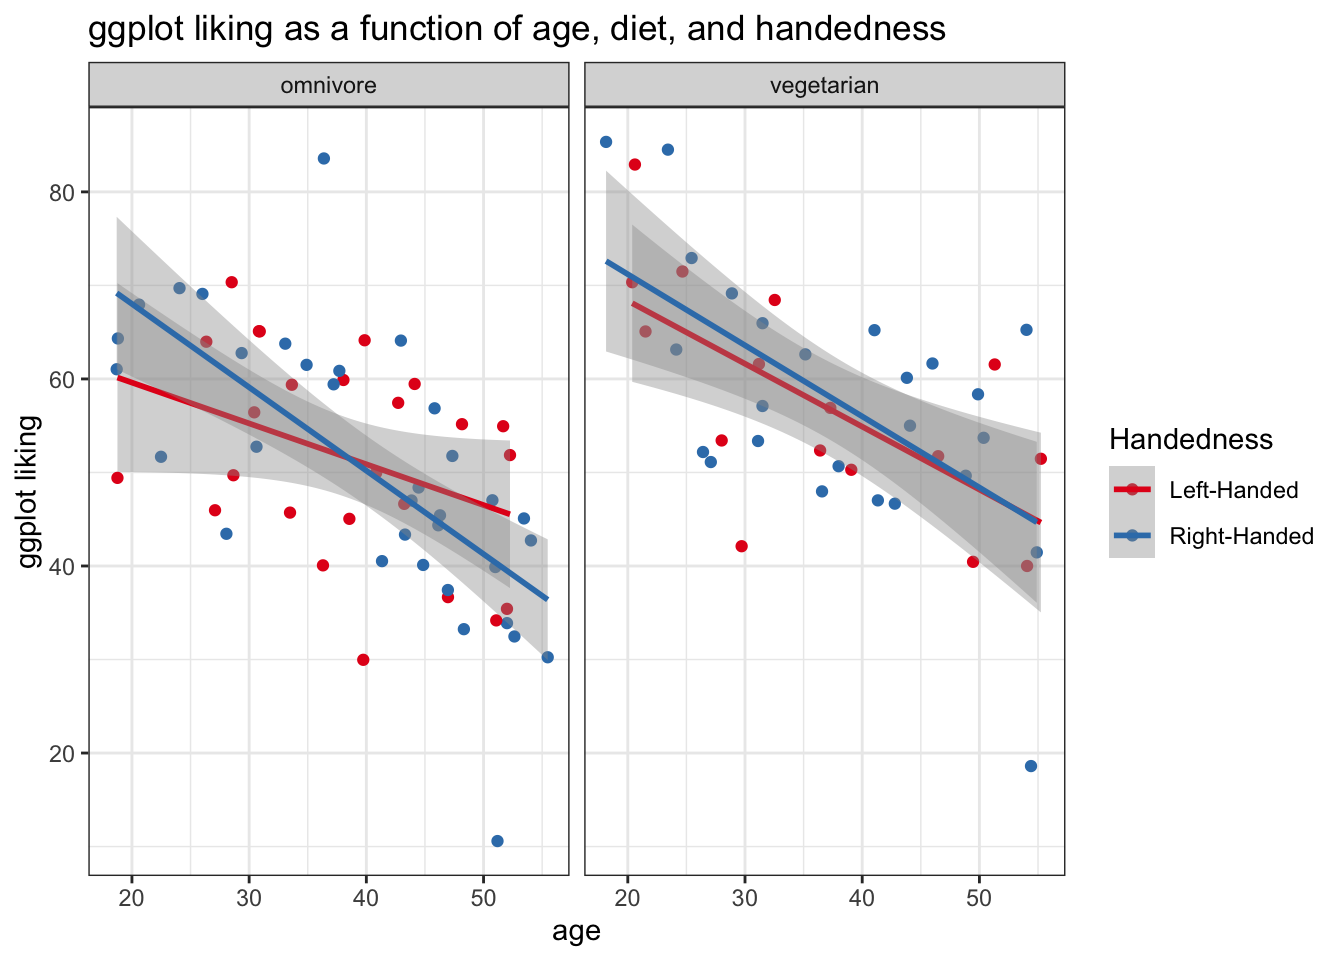 ggplot liking as a function of age, diet, and handedness
omnivore
vegetarian
80
60
40
20
ggplot liking
20 30 40 50
20 30 40 50
age
Handedness
Left-Handed
Right-Handed